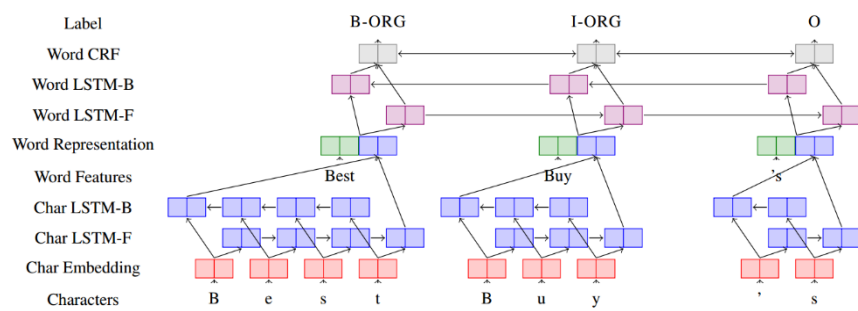 Label B-ORG I-ORG O
Word CRF
Word LSTM-B
Word LSTM-F
Word Representation
Word Features Best Buy 's
Char LSTM-B
Char LSTM-F
Char Embedding
Characters B e s t B u y ' s